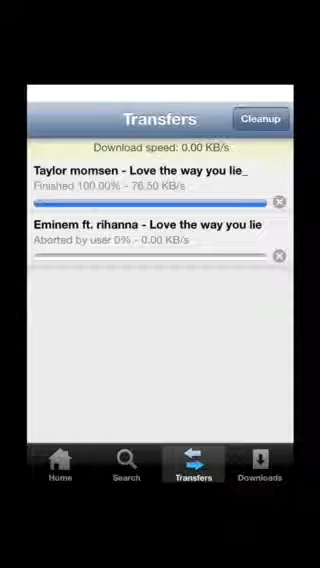 Transfers
Cleanup
Download speed: 0.00 KB/s
Taylor momsen - Love the way you lie_
Finished 100.00% - 76.50 KB/s
Eminem ft. rihanna - Love the way you lie
Aborted by user 0% - 0.00 KB/s
Home
Search
Transfers
Downloads